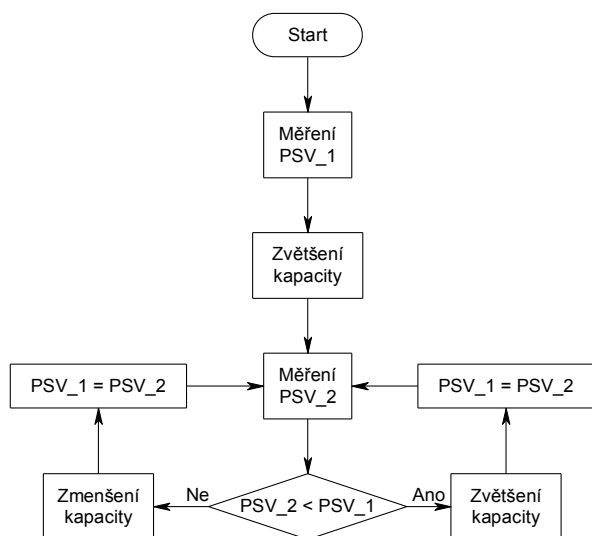 Start
Měření
PSV_1
Zvětšení
kapacity
Měření
PSV_2
PSV_1 = PSV_2
PSV_1 = PSV_2
Zmenšení
kapacity
Ne
PSV_2 < PSV_1
Ano
Zvětšení
kapacity